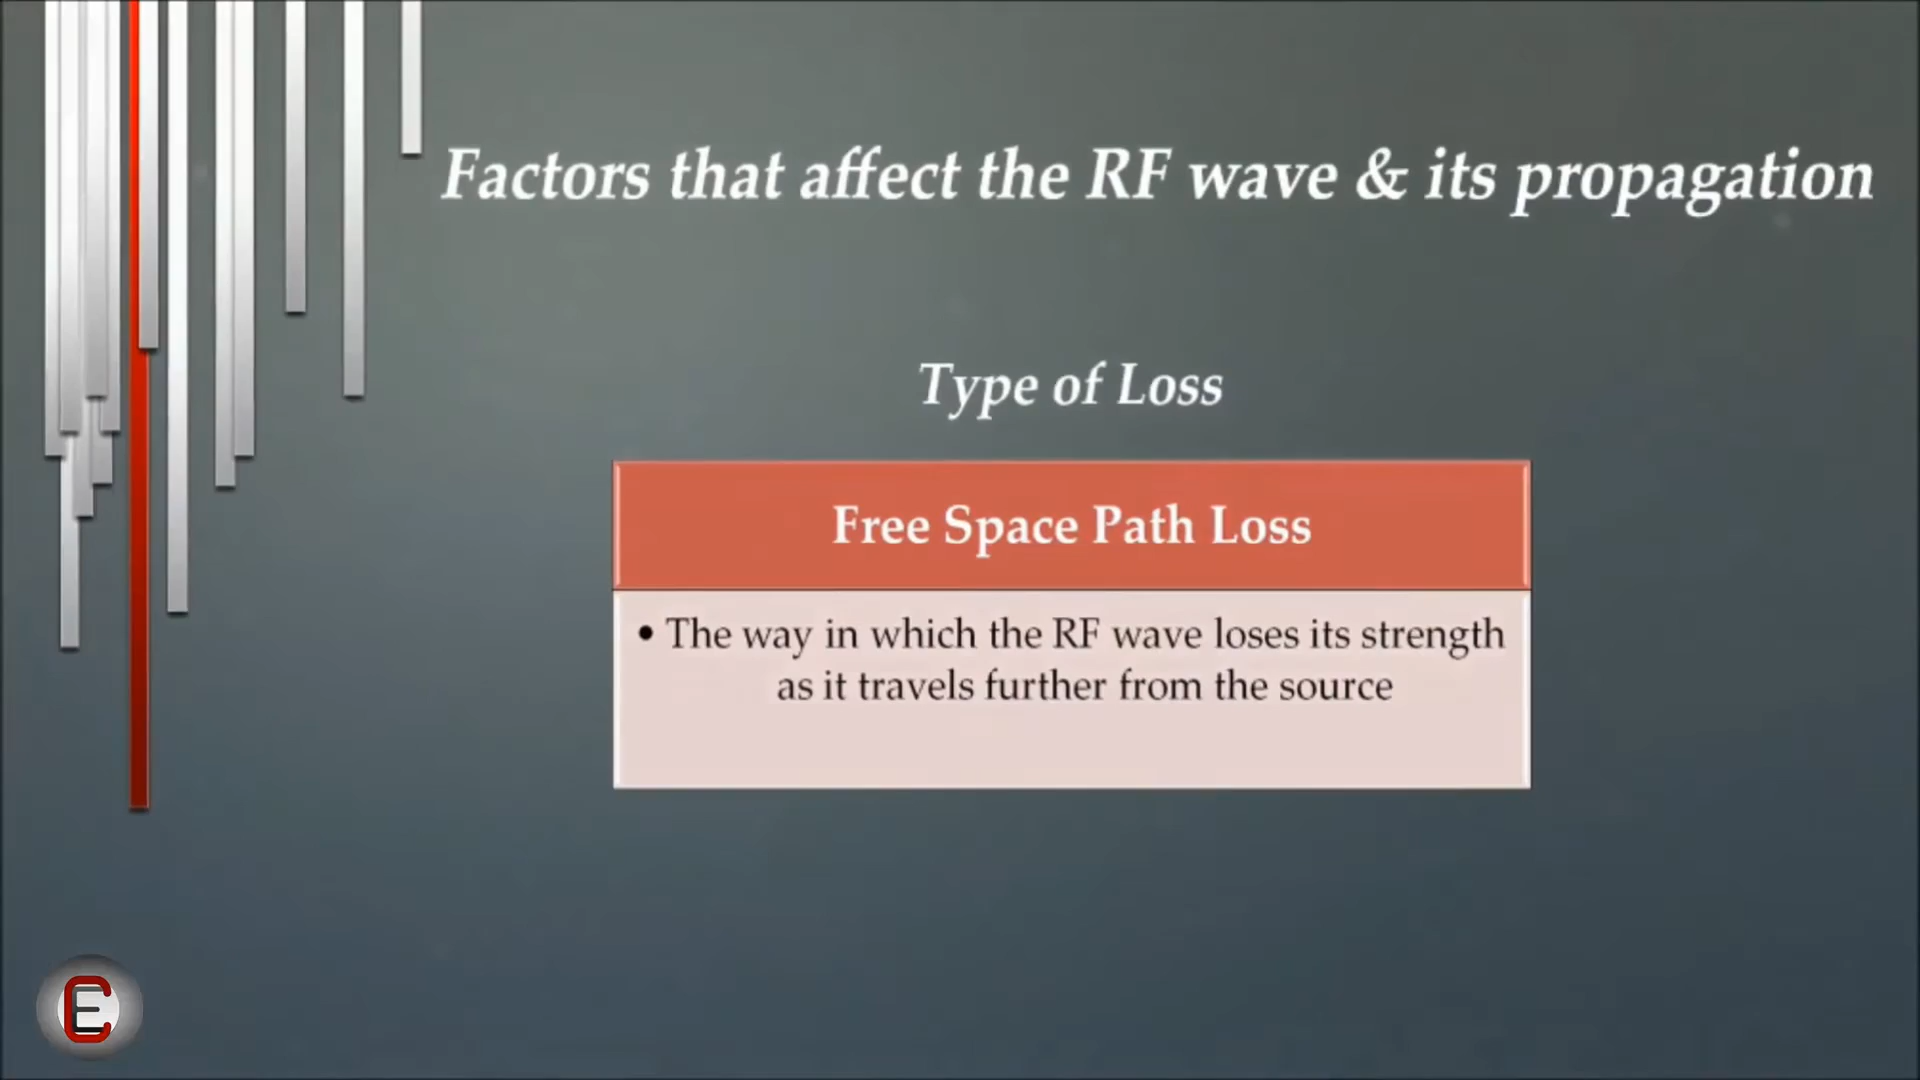 Factors that affect the RF wave & its propagation
Type of Loss
Free Space Path Loss
• The way in which the RF wave loses its strength
as it travels further from the source
CE